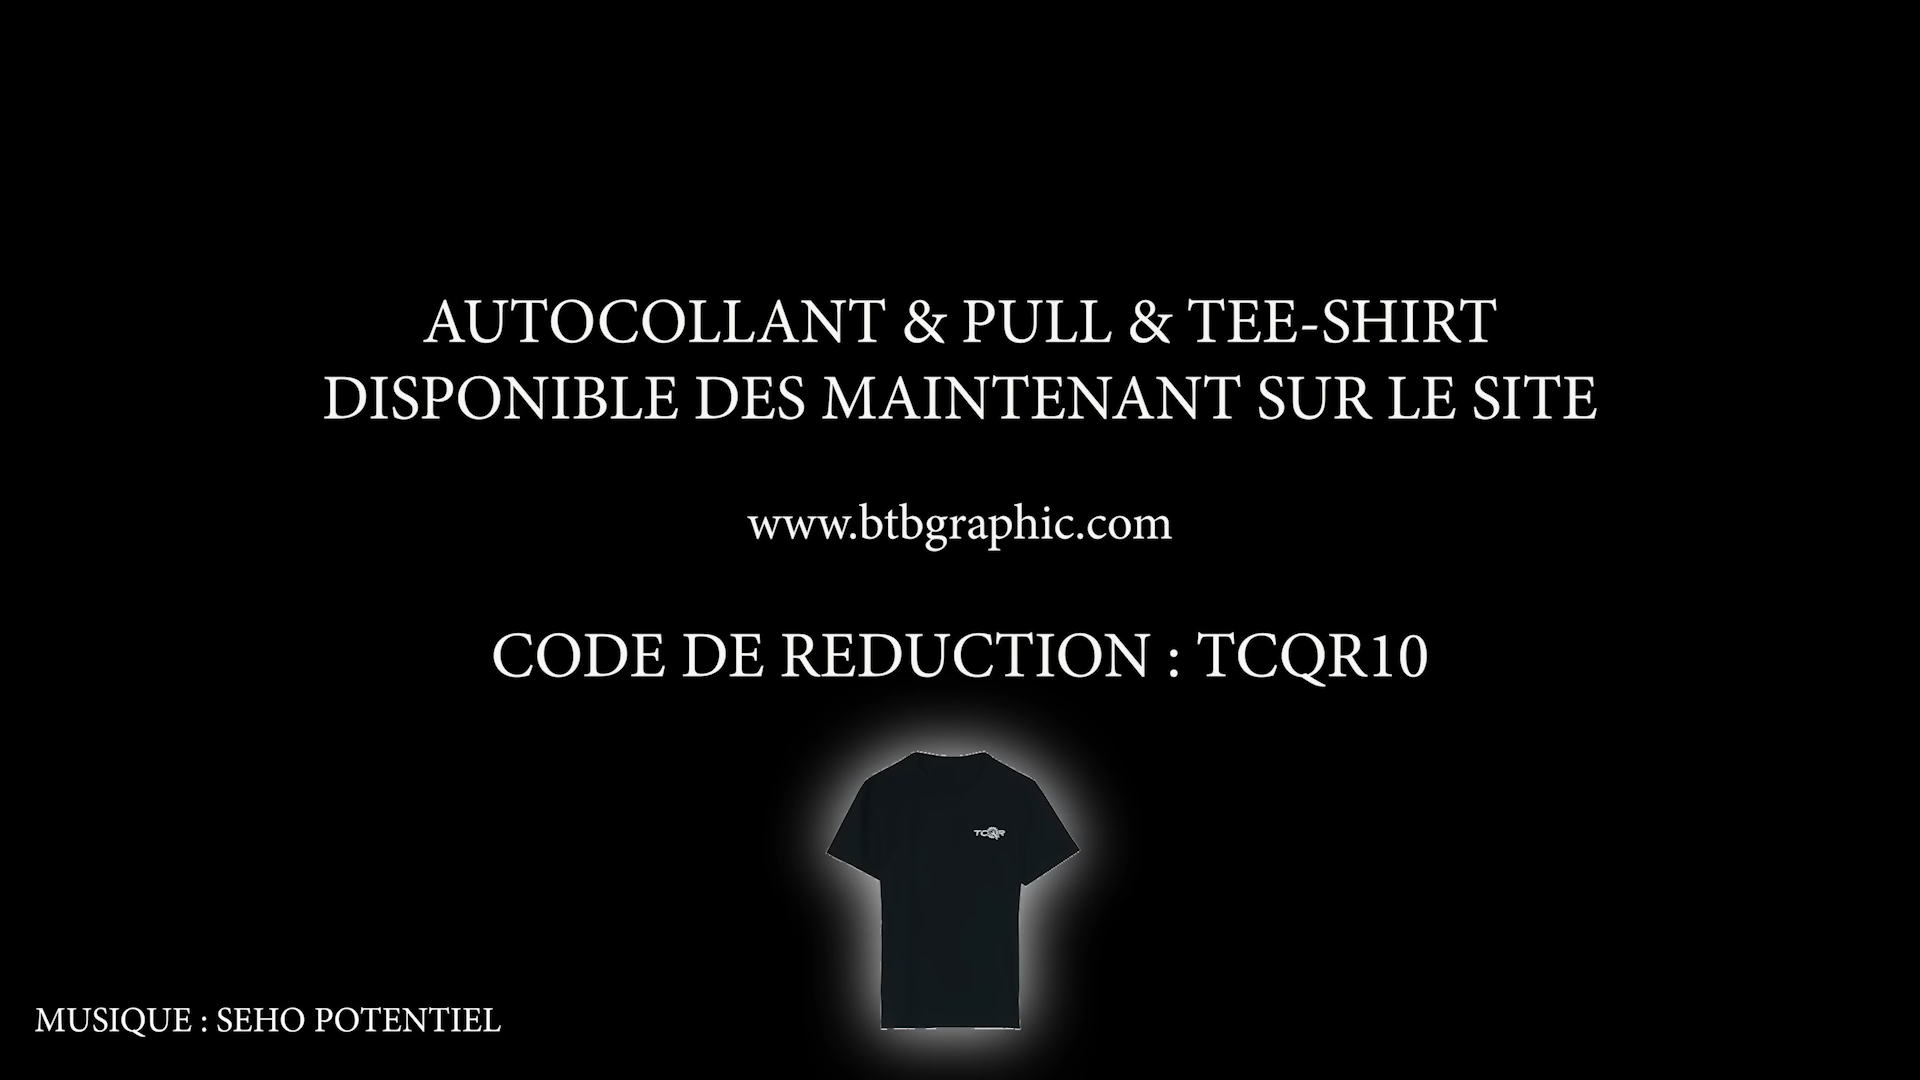 AUTOCOLLANT & PULL & TEE-SHIRT
DISPONIBLE DES MAINTENANT SUR LE SITE
www.btbgraphic.com
CODE DE REDUCTION : TCQR10
TCQR
MUSIQUE : SEHO POTENTIEL